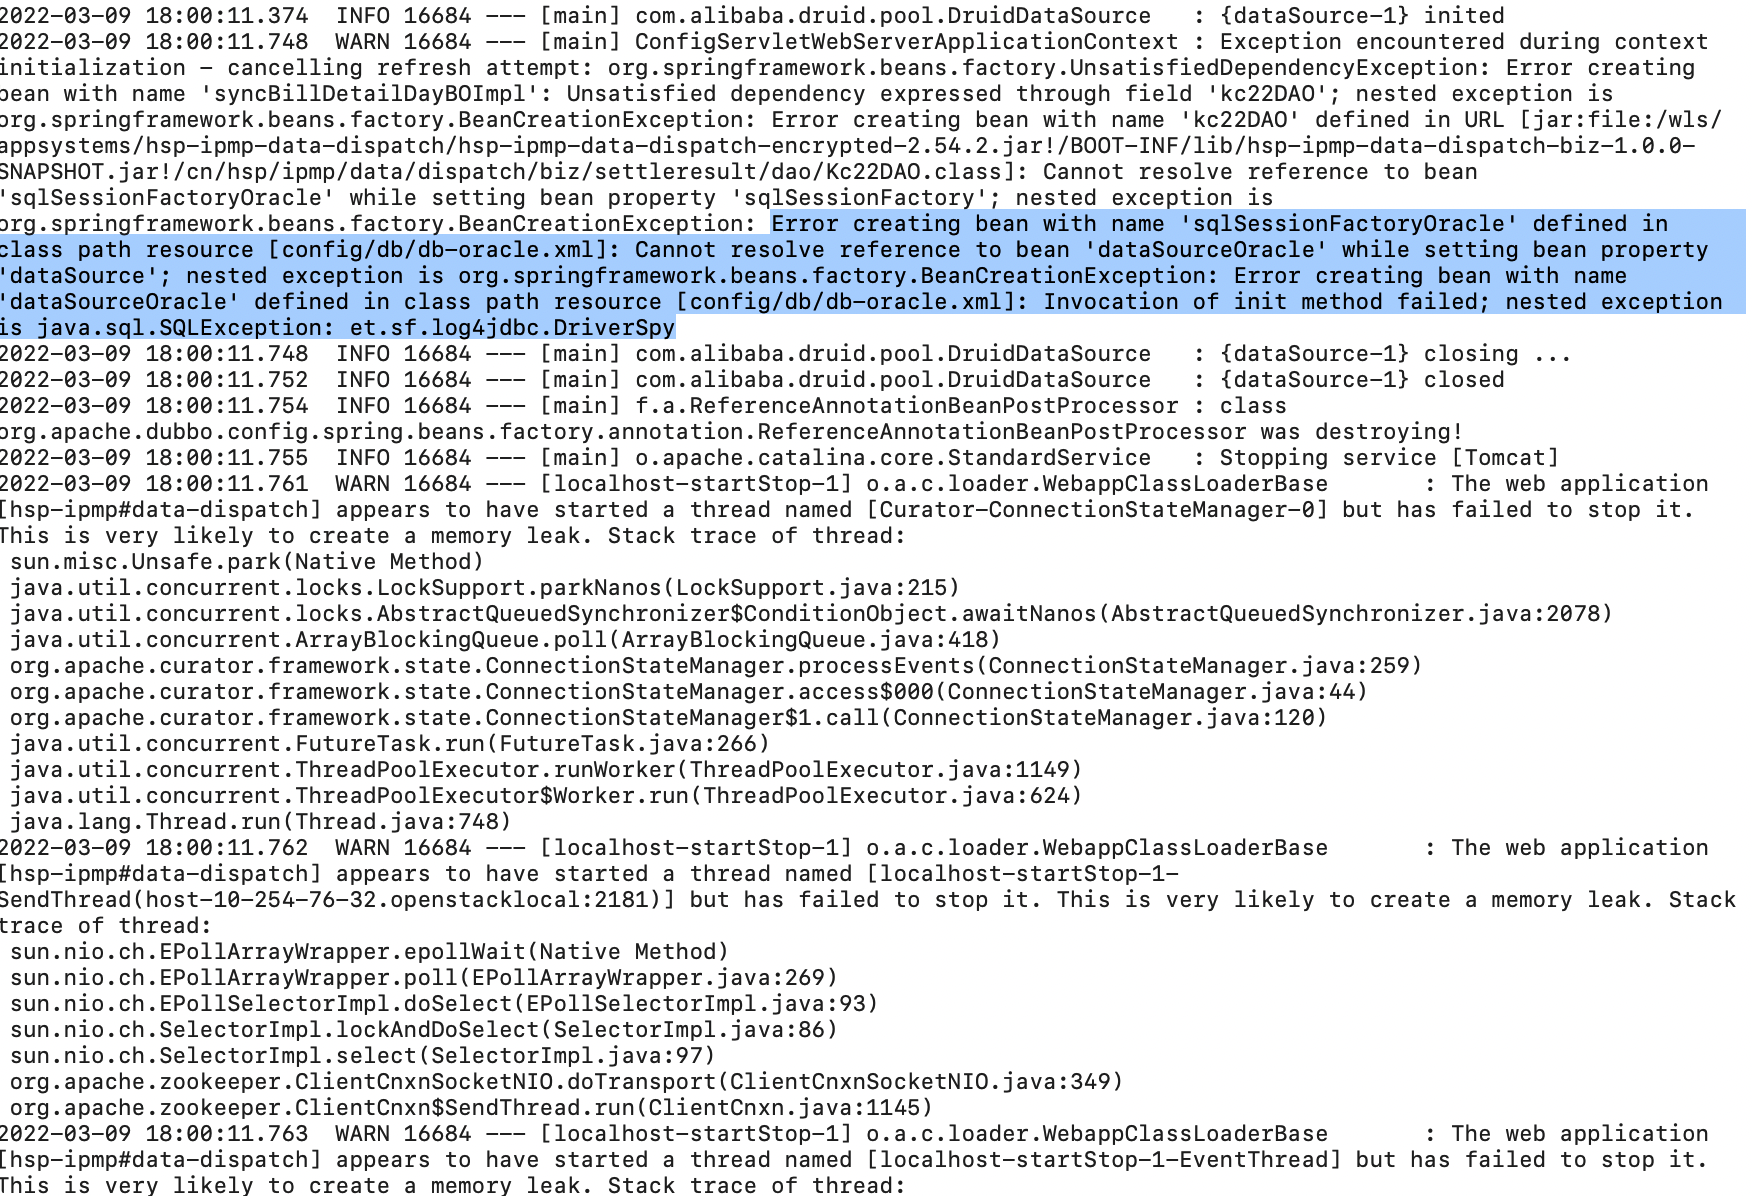 2022-03-09 18:00:11.374  INFO 16684 --- [main] com.alibaba.druid.pool.DruidDataSource   : {dataSource-1} inited
2022-03-09 18:00:11.748  WARN 16684 --- [main] ConfigServletWebServerApplicationContext : Exception encountered during context
initialization - cancelling refresh attempt: org.springframework.beans.factory.UnsatisfiedDependencyException: Error creating
bean with name 'syncBillDetailDayBOImpl': Unsatisfied dependency expressed through field 'kc22DAO'; nested exception is
org.springframework.beans.factory.BeanCreationException: Error creating bean with name 'kc22DAO' defined in URL [jar:file:/wls/
appsystems/hsp-ipmp-data-dispatch/hsp-ipmp-data-dispatch-encrypted-2.54.2.jar!/BOOT-INF/lib/hsp-ipmp-data-dispatch-biz-1.0.0-
SNAPSHOT.jar!/cn/hsp/ipmp/data/dispatch/biz/settleresult/dao/Kc22DAO.class]: Cannot resolve reference to bean
'sqlSessionFactoryOracle' while setting bean property 'sqlSessionFactory'; nested exception is
org.springframework.beans.factory.BeanCreationException: Error creating bean with name 'sqlSessionFactoryOracle' defined in
class path resource [config/db/db-oracle.xml]: Cannot resolve reference to bean 'dataSourceOracle' while setting bean property
'dataSource'; nested exception is org.springframework.beans.factory.BeanCreationException: Error creating bean with name
'dataSourceOracle' defined in class path resource [config/db/db-oracle.xml]: Invocation of init method failed; nested exception
is java.sql.SQLException: et.sf.log4jdbc.DriverSpy
2022-03-09 18:00:11.748  INFO 16684 --- [main] com.alibaba.druid.pool.DruidDataSource   : {dataSource-1} closing ...
2022-03-09 18:00:11.752  INFO 16684 --- [main] com.alibaba.druid.pool.DruidDataSource   : {dataSource-1} closed
2022-03-09 18:00:11.754  INFO 16684 --- [main] f.a.ReferenceAnnotationBeanPostProcessor : class
org.apache.dubbo.config.spring.beans.factory.annotation.ReferenceAnnotationBeanPostProcessor was destroying!
2022-03-09 18:00:11.755  INFO 16684 --- [main] o.apache.catalina.core.StandardService   : Stopping service [Tomcat]
2022-03-09 18:00:11.761  WARN 16684 --- [localhost-startStop-1] o.a.c.loader.WebappClassLoaderBase       : The web application
[hsp-ipmp#data-dispatch] appears to have started a thread named [Curator-ConnectionStateManager-0] but has failed to stop it.
This is very likely to create a memory leak. Stack trace of thread:
 sun.misc.Unsafe.park(Native Method)
 java.util.concurrent.locks.LockSupport.parkNanos(LockSupport.java:215)
 java.util.concurrent.locks.AbstractQueuedSynchronizer$ConditionObject.awaitNanos(AbstractQueuedSynchronizer.java:2078)
 java.util.concurrent.ArrayBlockingQueue.poll(ArrayBlockingQueue.java:418)
 org.apache.curator.framework.state.ConnectionStateManager.processEvents(ConnectionStateManager.java:259)
 org.apache.curator.framework.state.ConnectionStateManager.access$000(ConnectionStateManager.java:44)
 org.apache.curator.framework.state.ConnectionStateManager$1.call(ConnectionStateManager.java:120)
 java.util.concurrent.FutureTask.run(FutureTask.java:266)
 java.util.concurrent.ThreadPoolExecutor.runWorker(ThreadPoolExecutor.java:1149)
 java.util.concurrent.ThreadPoolExecutor$Worker.run(ThreadPoolExecutor.java:624)
 java.lang.Thread.run(Thread.java:748)
2022-03-09 18:00:11.762  WARN 16684 --- [localhost-startStop-1] o.a.c.loader.WebappClassLoaderBase       : The web application
[hsp-ipmp#data-dispatch] appears to have started a thread named [localhost-startStop-1-
SendThread(host-10-254-76-32.openstacklocal:2181)] but has failed to stop it. This is very likely to create a memory leak. Stack
trace of thread:
 sun.nio.ch.EPollArrayWrapper.epollWait(Native Method)
 sun.nio.ch.EPollArrayWrapper.poll(EPollArrayWrapper.java:269)
 sun.nio.ch.EPollSelectorImpl.doSelect(EPollSelectorImpl.java:93)
 sun.nio.ch.SelectorImpl.lockAndDoSelect(SelectorImpl.java:86)
 sun.nio.ch.SelectorImpl.select(SelectorImpl.java:97)
 org.apache.zookeeper.ClientCnxnSocketNIO.doTransport(ClientCnxnSocketNIO.java:349)
 org.apache.zookeeper.ClientCnxn$SendThread.run(ClientCnxn.java:1145)
2022-03-09 18:00:11.763  WARN 16684 --- [localhost-startStop-1] o.a.c.loader.WebappClassLoaderBase       : The web application
[hsp-ipmp#data-dispatch] appears to have started a thread named [localhost-startStop-1-EventThread] but has failed to stop it.
This is very likely to create a memory leak. Stack trace of thread: